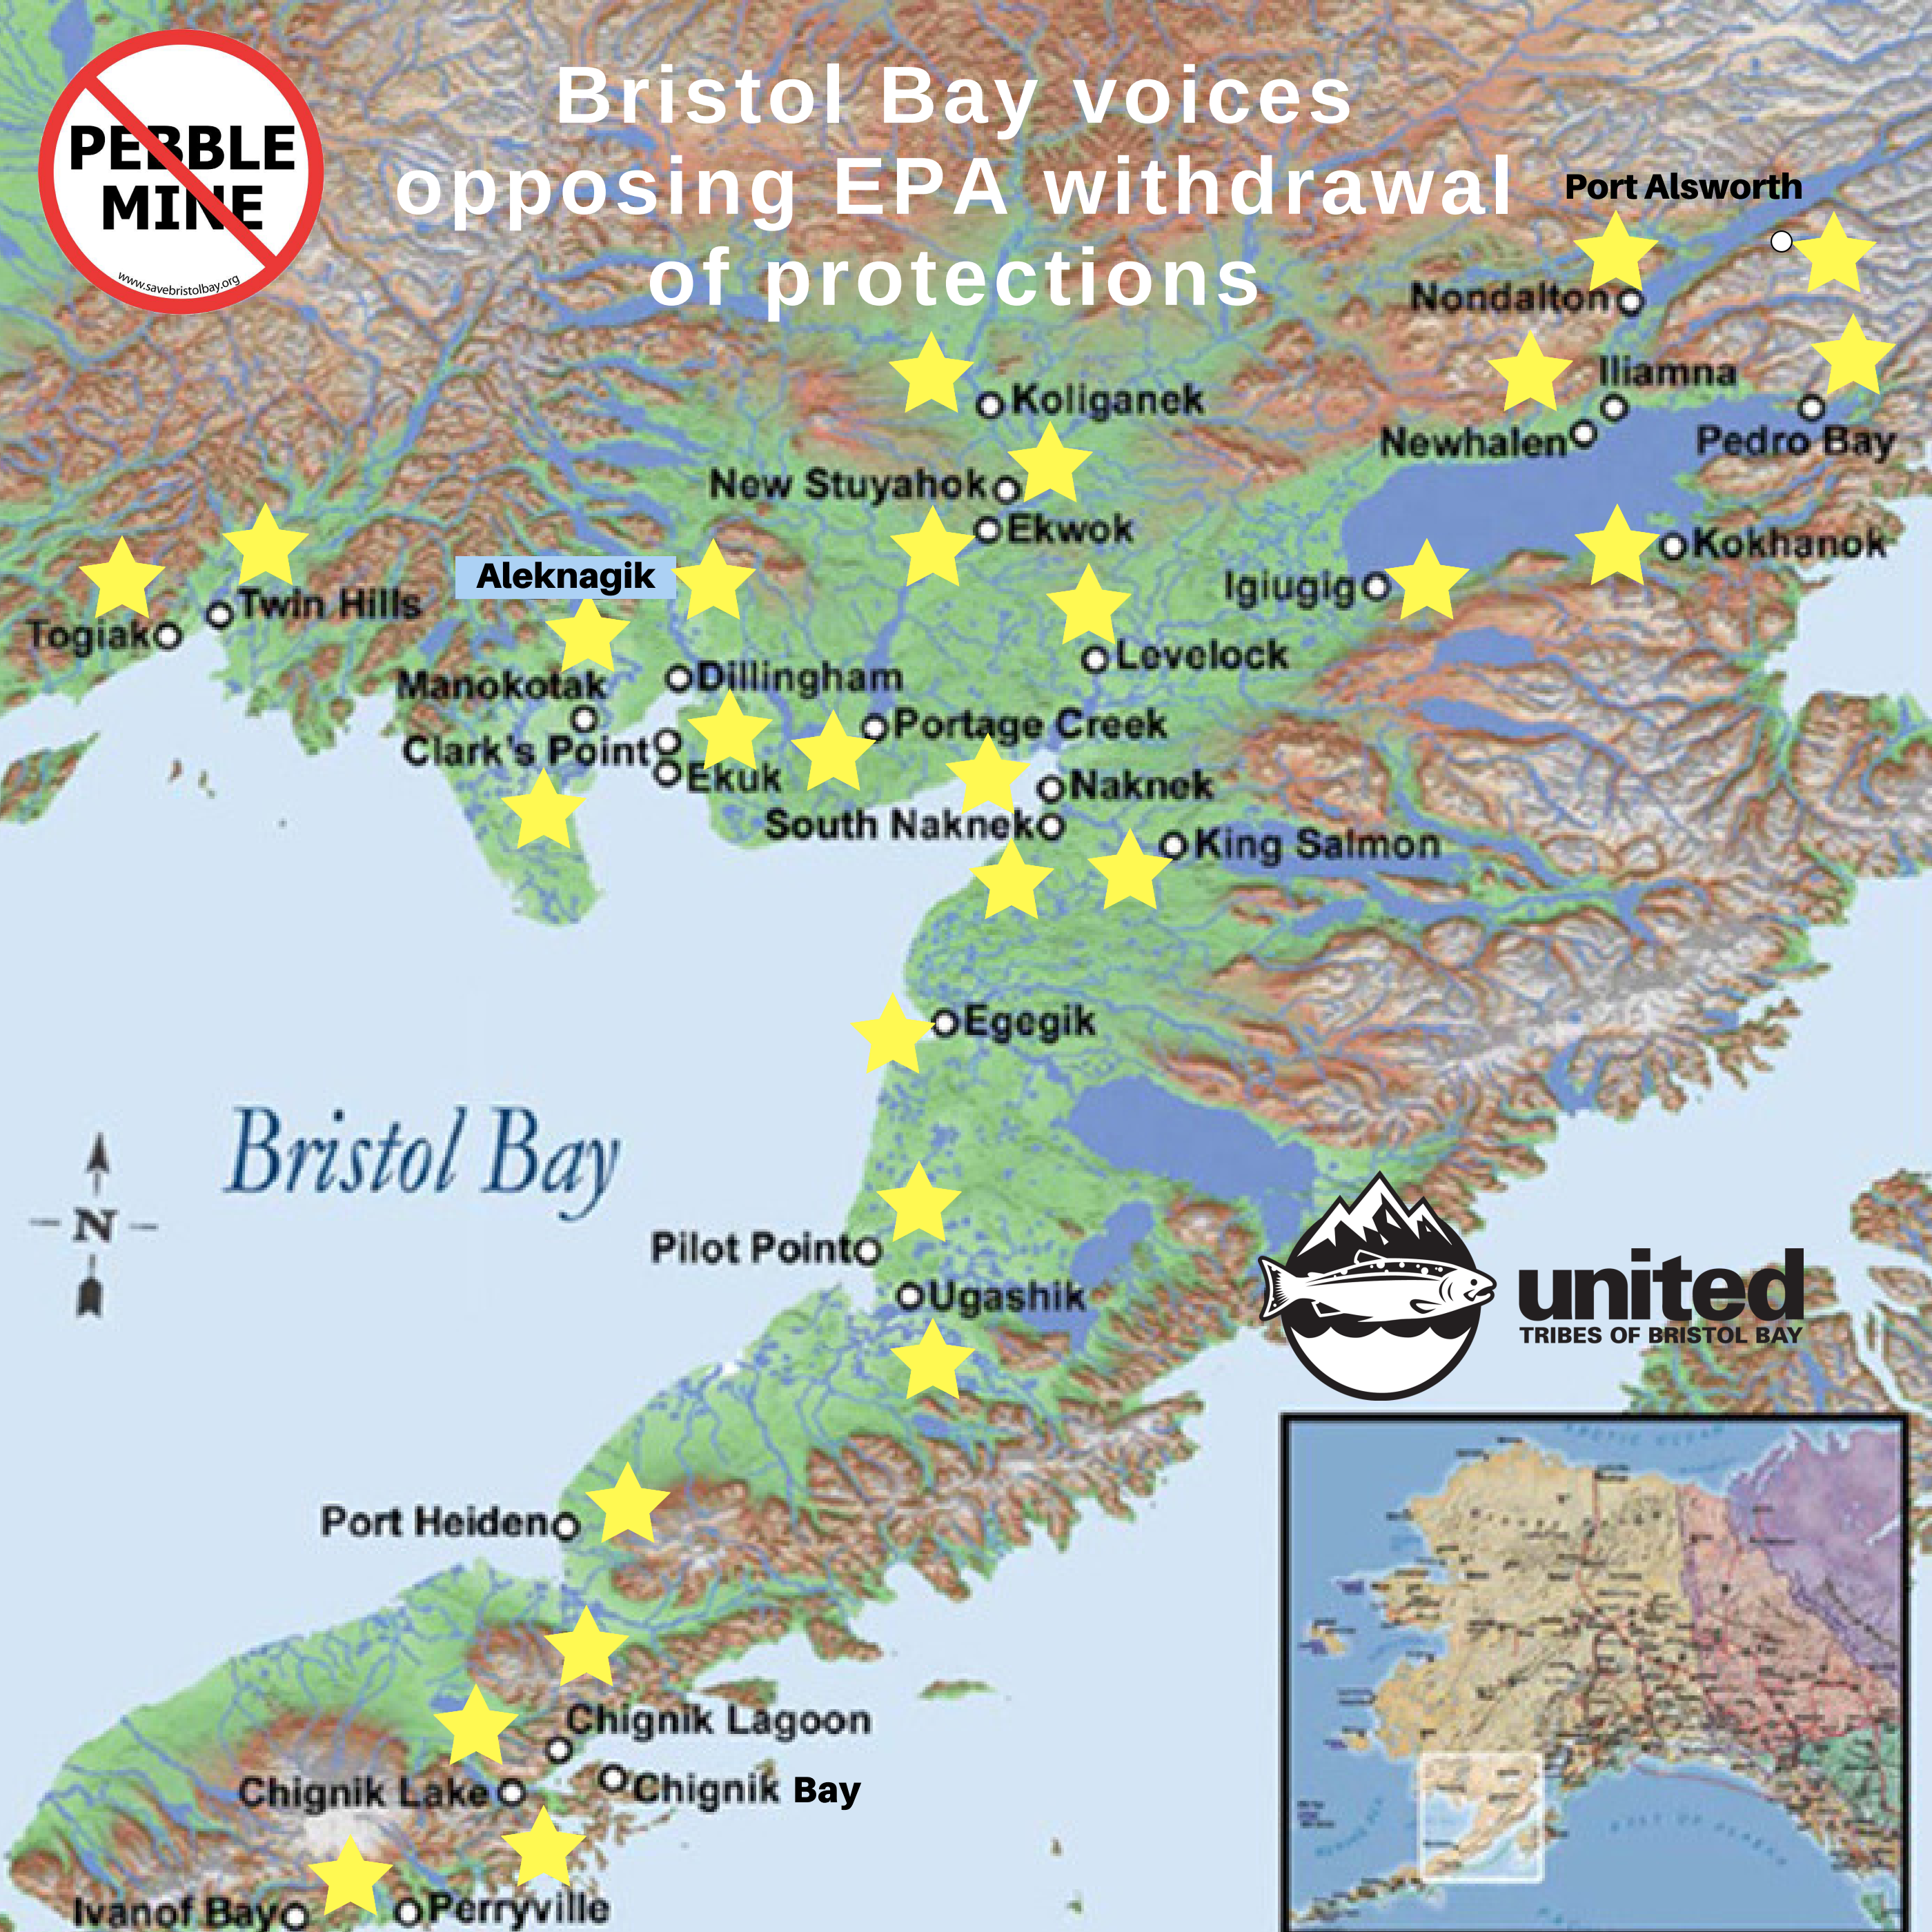 PEBBLE
MINE
www.savebristolbay.org
Bristol Bay voices
opposing EPA withdrawal
of protections
Port Alsworth
Nondalton
Iliamna
Koliganek
Newhalen
Pedro Bay
New Stuyahok
Ekwok
Kokhanok
Aleknagik
Igiugig
Twin Hills
Togiak
Levelock
Manokotak
Dillingham
Portage Creek
Clark's Point
Ekuk
Naknek
South Naknek
King Salmon
Egegik
Bristol Bay
N
Pilot Point
Ugashik
united
TRIBES OF BRISTOL BAY
ARCTIC OCEAN
Port Heiden
Chignik Lagoon
Chignik Lake
Chignik Bay
Ivanof Bay
Perryville